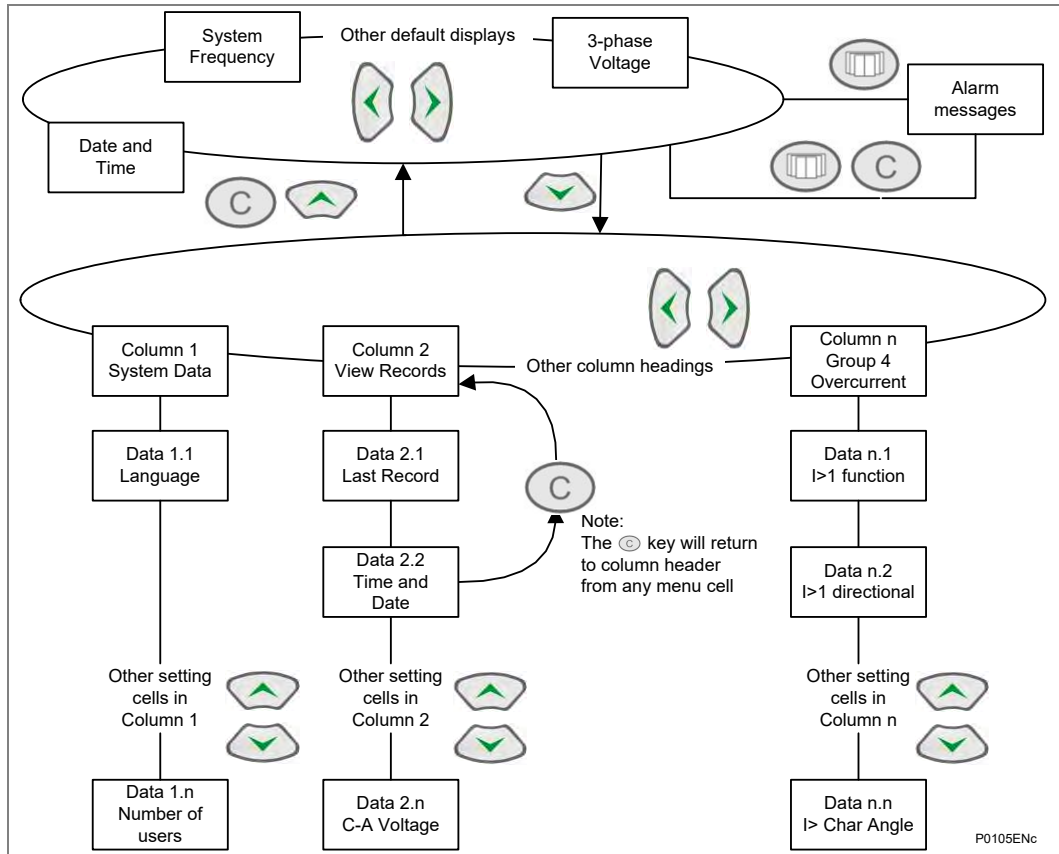 System
Frequency
Other default displays
3-phase
Voltage
Alarm
messages
Date and
Time
C
C
Column 1
System Data
Column 2
View Records
Other column headings
Column n
Group 4
Overcurrent
Data 1.1
Language
Data 2.1
Last Record
Data n.1
I>1 function
C
Note:
The C key will return
to column header
from any menu cell
Data 2.2
Time and
Date
Data n.2
I>1 directional
Other setting
cells in
Column 1
Other setting
cells in
Column 2
Other setting
cells in
Column n
Data 1.n
Number of
users
Data 2.n
C-A Voltage
Data n.n
I> Char Angle
P0105ENc